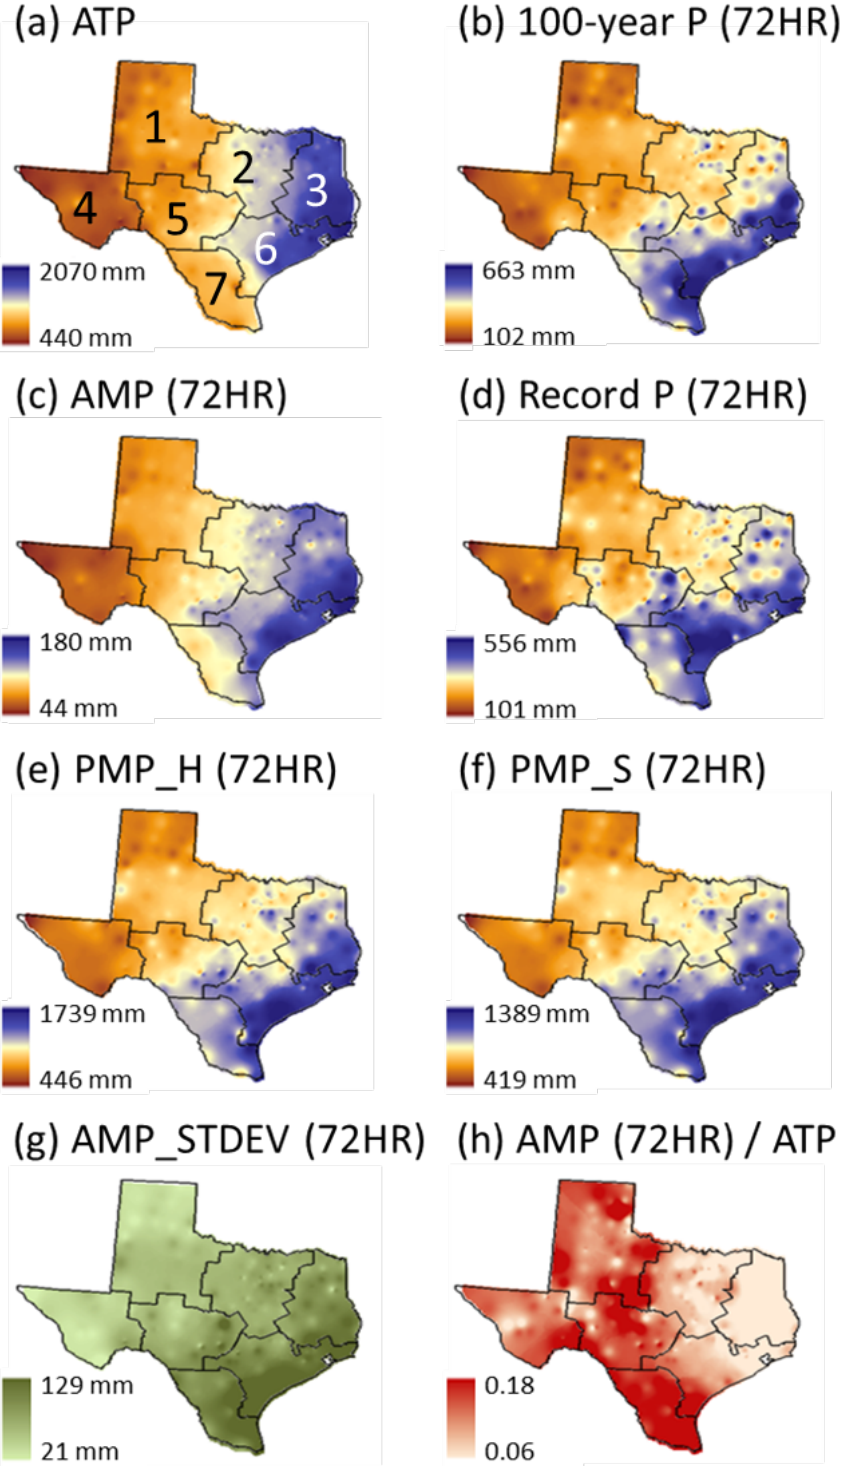 (a) ATP
1
2
3
4
5
6
7
2070 mm
440 mm
(b) 100-year P (72HR)
663 mm
102 mm
(c) AMP (72HR)
180 mm
44 mm
(d) Record P (72HR)
556 mm
101 mm
(e) PMP_H (72HR)
1739 mm
446 mm
(f) PMP_S (72HR)
1389 mm
419 mm
(g) AMP_STDEV (72HR)
129 mm
21 mm
(h) AMP (72HR) / ATP
0.18
0.06